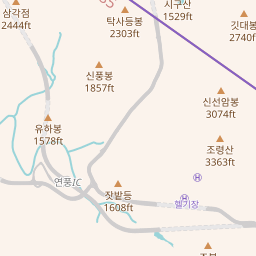 삼각점
2444ft
탁사등봉
2303ft
시구산
1529ft
깃대봉
2740ft
신풍봉
1857ft
신선암봉
3074ft
유하봉
1578ft
조령산
3363ft
연풍IC
잣밭등
1608ft
헬기장